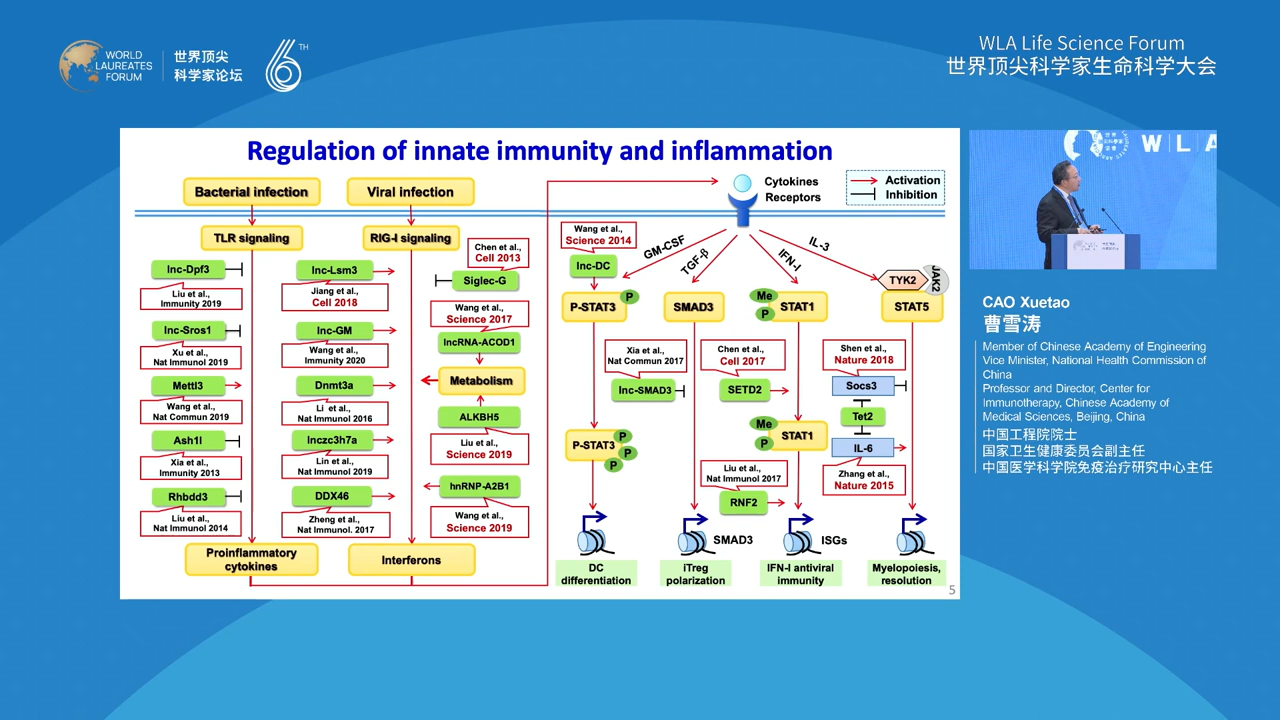 WORLD
LAUREATES
FORUM
世界顶尖
科学家论坛
6TH
WLA Life Science Forum
世界顶尖科学家生命科学大会
Regulation of innate immunity and inflammation
Bacterial infection
Viral infection
Cytokines
Receptors
Activation
Inhibition
TLR signaling
RIG-I signaling
lnc-Dpf3
Liu et al.,
Immunity 2019
lnc-Sros1
Xu et al.,
Nat Immunol 2019
Mettl3
Wang et al.,
Nat Commun 2019
Ash1l
Xia et al.,
Immunity 2013
Rhbdd3
Liu et al.,
Nat Immunol 2014
Proinflammatory
cytokines
lnc-Lsm3
Jiang et al.,
Cell 2018
lnc-GM
Wang et al.,
Immunity 2020
Dnmt3a
Li et al.,
Nat Immunol 2016
lnczc3h7a
Lin et al.,
Nat Immunol 2019
DDX46
Zheng et al.,
Nat Immunol. 2017
Interferons
Chen et al.,
Cell 2013
Siglec-G
Wang et al.,
Science 2017
lncRNA-ACOD1
Metabolism
ALKBH5
Liu et al.,
Science 2019
hnRNP-A2B1
Wang et al.,
Science 2019
Wang et al.,
Science 2014
lnc-DC
GM-CSF
TGF-β
IFN-I
IL-3
P-STAT3
P
SMAD3
Me
P
STAT1
TYK2
JAK2
STAT5
Xia et al.,
Nat Commun 2017
lnc-SMAD3
Chen et al.,
Cell 2017
SETD2
Shen et al.,
Nature 2018
Socs3
Tet2
IL-6
Zhang et al.,
Nature 2015
P-STAT3
P
P
P
Me
P
STAT1
Liu et al.,
Nat Immunol 2017
RNF2
SMAD3
ISGs
DC
differentiation
iTreg
polarization
IFN-I antiviral
immunity
Myelopoiesis,
resolution
5
W L A
CAO Xuetao
曹雪涛
Member of Chinese Academy of Engineering
Vice Minister, National Health Commission of
China
Professor and Director, Center for
Immunotherapy, Chinese Academy of
Medical Sciences, Beijing, China
中国工程院院士
国家卫生健康委员会副主任
中国医学科学院免疫治疗研究中心主任